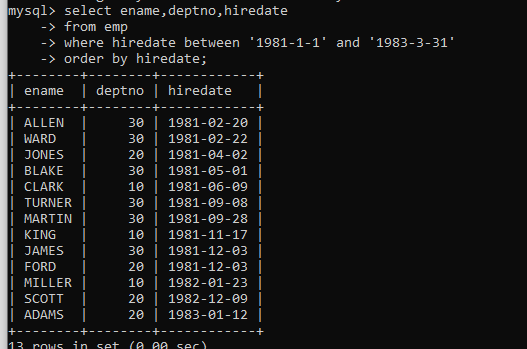 mysql> select ename,deptno,hiredate
    -> from emp
    -> where hiredate between '1981-1-1' and '1983-3-31'
    -> order by hiredate;
+--------+--------+------------+
| ename  | deptno | hiredate   |
+--------+--------+------------+
| ALLEN  |     30 | 1981-02-20 |
| WARD   |     30 | 1981-02-22 |
| JONES  |     20 | 1981-04-02 |
| BLAKE  |     30 | 1981-05-01 |
| CLARK  |     10 | 1981-06-09 |
| TURNER |     30 | 1981-09-08 |
| MARTIN |     30 | 1981-09-28 |
| KING   |     10 | 1981-11-17 |
| JAMES  |     30 | 1981-12-03 |
| FORD   |     20 | 1981-12-03 |
| MILLER |     10 | 1982-01-23 |
| SCOTT  |     20 | 1982-12-09 |
| ADAMS  |     20 | 1983-01-12 |
+--------+--------+------------+
13 rows in set (0.00 sec)